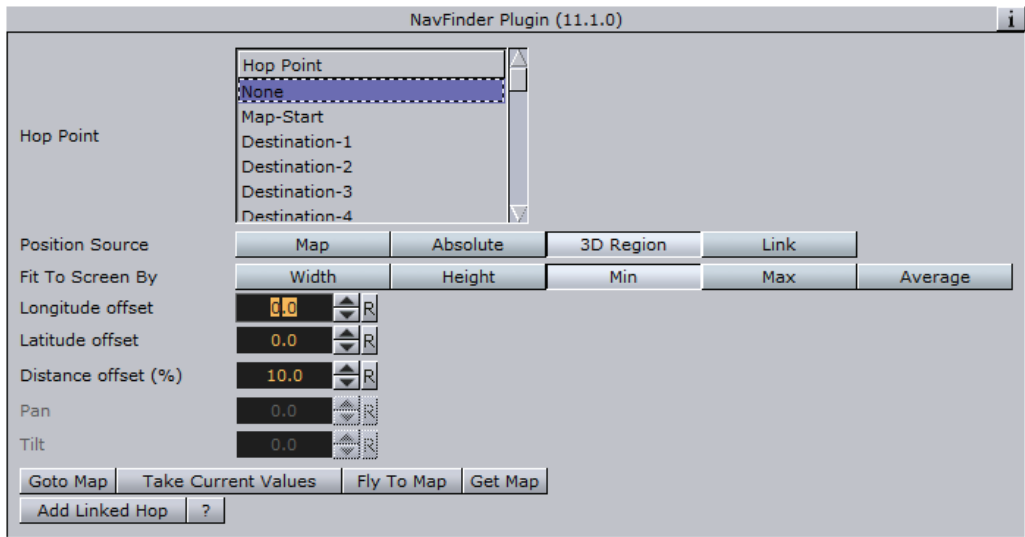 NavFinder Plugin (11.1.0) i
Hop Point
None
Map-Start
Hop Point
Destination-1
Destination-2
Destination-3
Destination-4
Position Source Map Absolute 3D Region Link
Fit To Screen By Width Height Min Max Average
Longitude offset 0.0 R
Latitude offset 0.0 R
Distance offset (%) 10.0 R
Pan 0.0 R
Tilt 0.0 R
Goto Map Take Current Values Fly To Map Get Map
Add Linked Hop ?